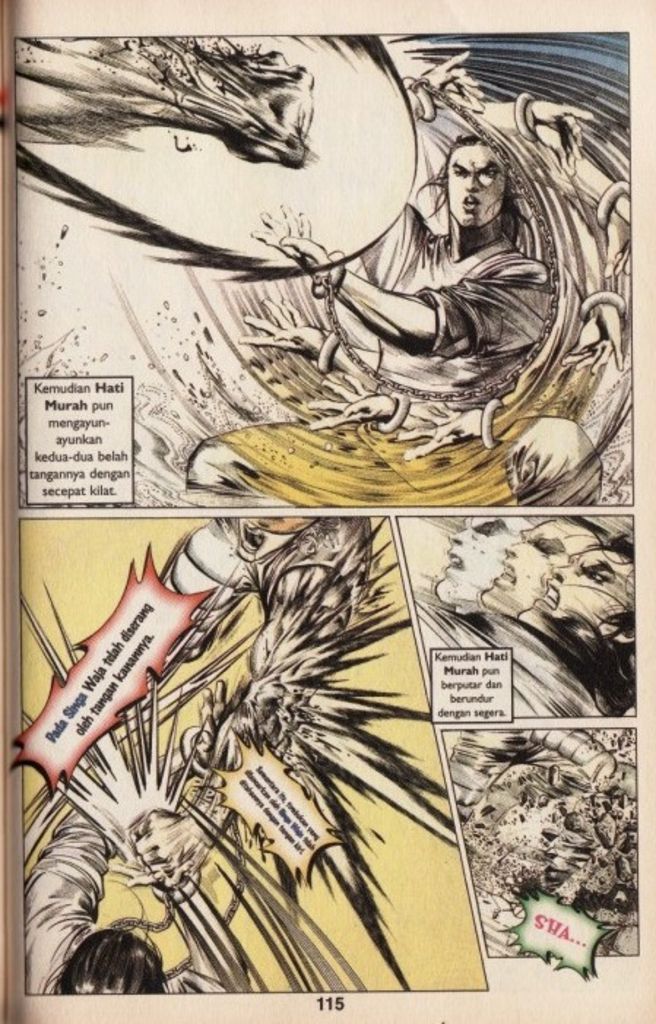 Kemudian Hati
Murah pun
mengayun-
ayunkan
kedua-dua belah
tangannya dengan
secepat kilat.
Pada Singa Waja telah diserang
oleh tangan kanannya.
Kemudian Hati
Murah pun
berputar dan
berundur
dengan segera.
SHA...
115